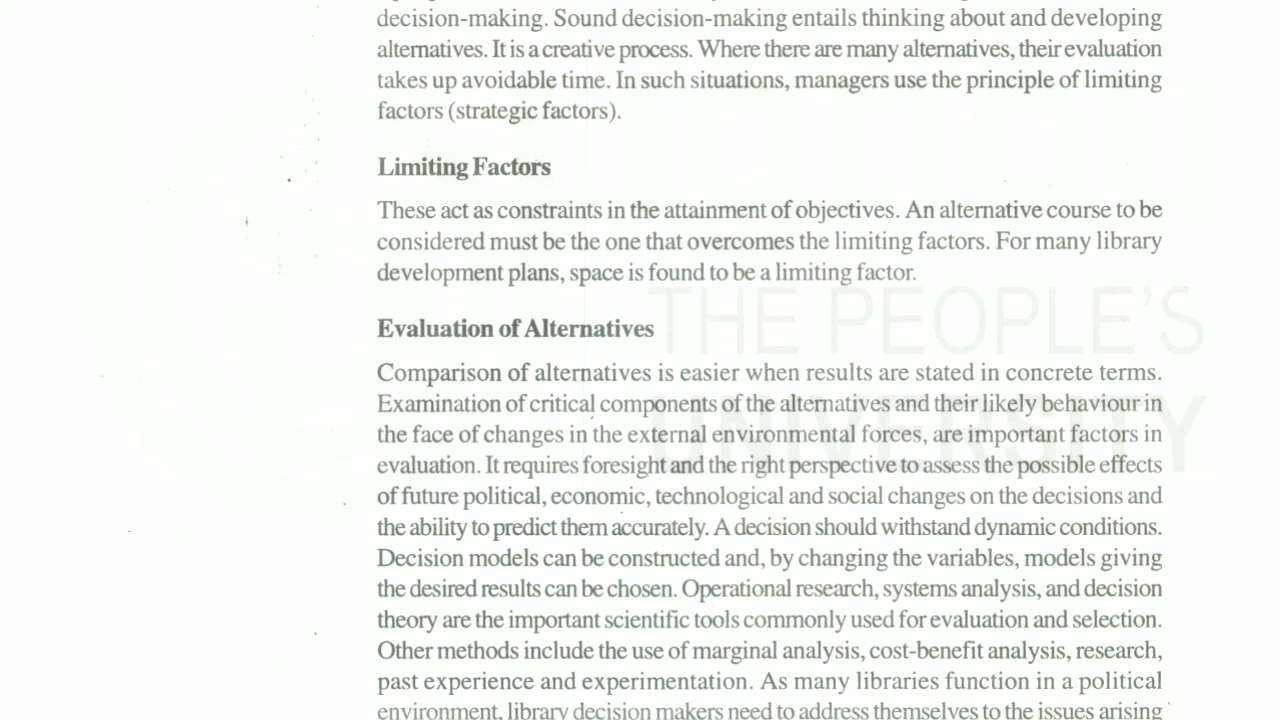 decision-making. Sound decision-making entails thinking about and developing
alternatives. It is a creative process. Where there are many alternatives, their evaluation
takes up avoidable time. In such situations, managers use the principle of limiting
factors (strategic factors).
Limiting Factors
These act as constraints in the attainment of objectives. An alternative course to be
considered must be the one that overcomes the limiting factors. For many library
development plans, space is found to be a limiting factor.
THE PEOPLE'S
UNIVERSITY
Evaluation of Alternatives
Comparison of alternatives is easier when results are stated in concrete terms.
Examination of critical components of the alternatives and their likely behaviour in
the face of changes in the external environmental forces, are important factors in
evaluation. It requires foresight and the right perspective to assess the possible effects
of future political, economic, technological and social changes on the decisions and
the ability to predict them accurately. A decision should withstand dynamic conditions.
Decision models can be constructed and, by changing the variables, models giving
the desired results can be chosen. Operational research, systems analysis, and decision
theory are the important scientific tools commonly used for evaluation and selection.
Other methods include the use of marginal analysis, cost-benefit analysis, research,
past experience and experimentation. As many libraries function in a political
environment, library decision makers need to address themselves to the issues arising